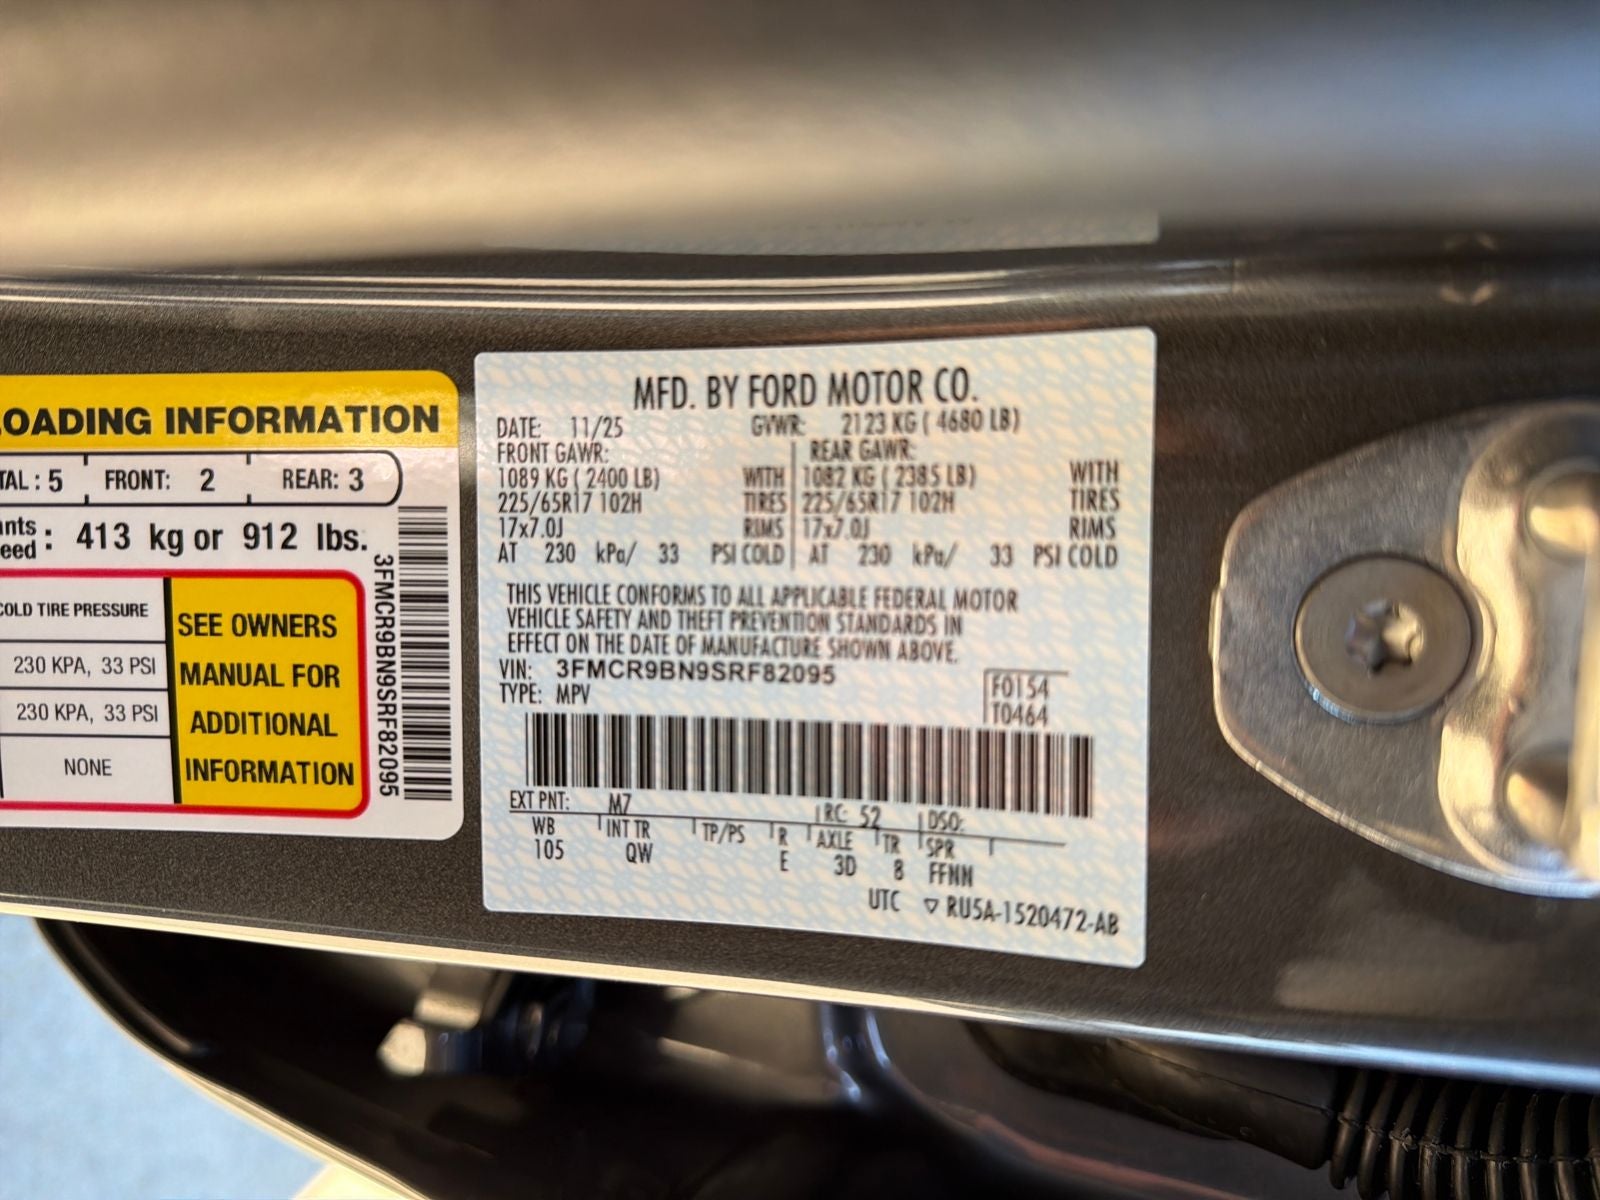 LOADING INFORMATION
TAL : 5 FRONT: 2 REAR: 3
413 kg or 912 lbs.
COLD TIRE PRESSURE
230 KPA, 33 PSI
230 KPA, 33 PSI
NONE
SEE OWNERS
MANUAL FOR
ADDITIONAL
INFORMATION
3FMCR9BN9SRF82095
MFD. BY FORD MOTOR CO.
DATE: 11/25 GVWR: 2123 KG ( 4680 LB)
FRONT GAWR: REAR GAWR:
1089 KG ( 2400 LB) WITH 1082 KG ( 2385 LB) WITH
225/65R17 102H TIRES 225/65R17 102H TIRES
17x7.0J RIMS 17x7.0J RIMS
AT 230 kPa/ 33 PSI COLD AT 230 kPa/ 33 PSI COLD
THIS VEHICLE CONFORMS TO ALL APPLICABLE FEDERAL MOTOR
VEHICLE SAFETY AND THEFT PREVENTION STANDARDS IN
EFFECT ON THE DATE OF MANUFACTURE SHOWN ABOVE.
VIN: 3FMCR9BN9SRF82095
TYPE: MPV
F0154
T0464
EXT PNT: M7 RC: 52 DSO:
WB INT TR TP/PS R AXLE TR SPR
105 QW E 3D 8 FFNN
UTC ▽ RU5A-1520472-AB